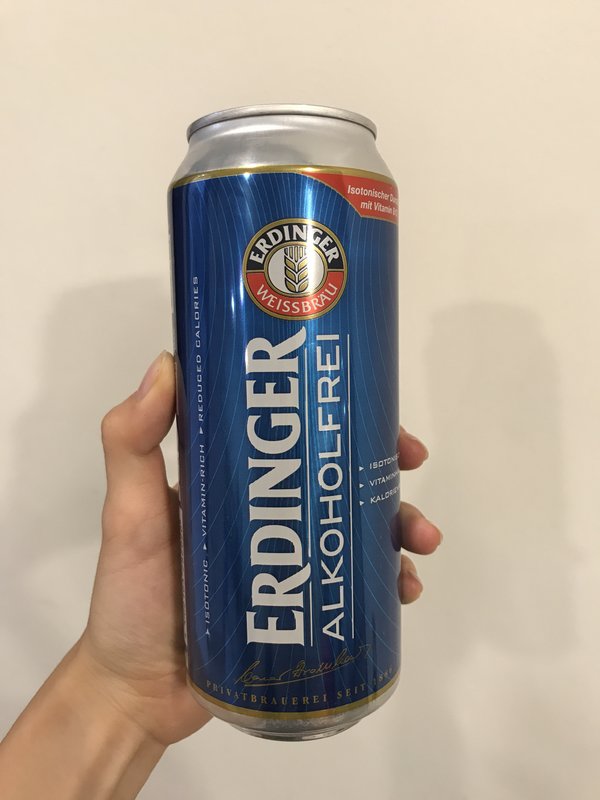 Isotonischer
mit Vitamin
ERDINGER
WEISSBRÄU
ERDINGER
ALKOHOLFREI
▸ ISOTONIC ▸ VITAMIN-RICH ▸ REDUCED CALORIES
PRIVATBRAUEREI SEIT